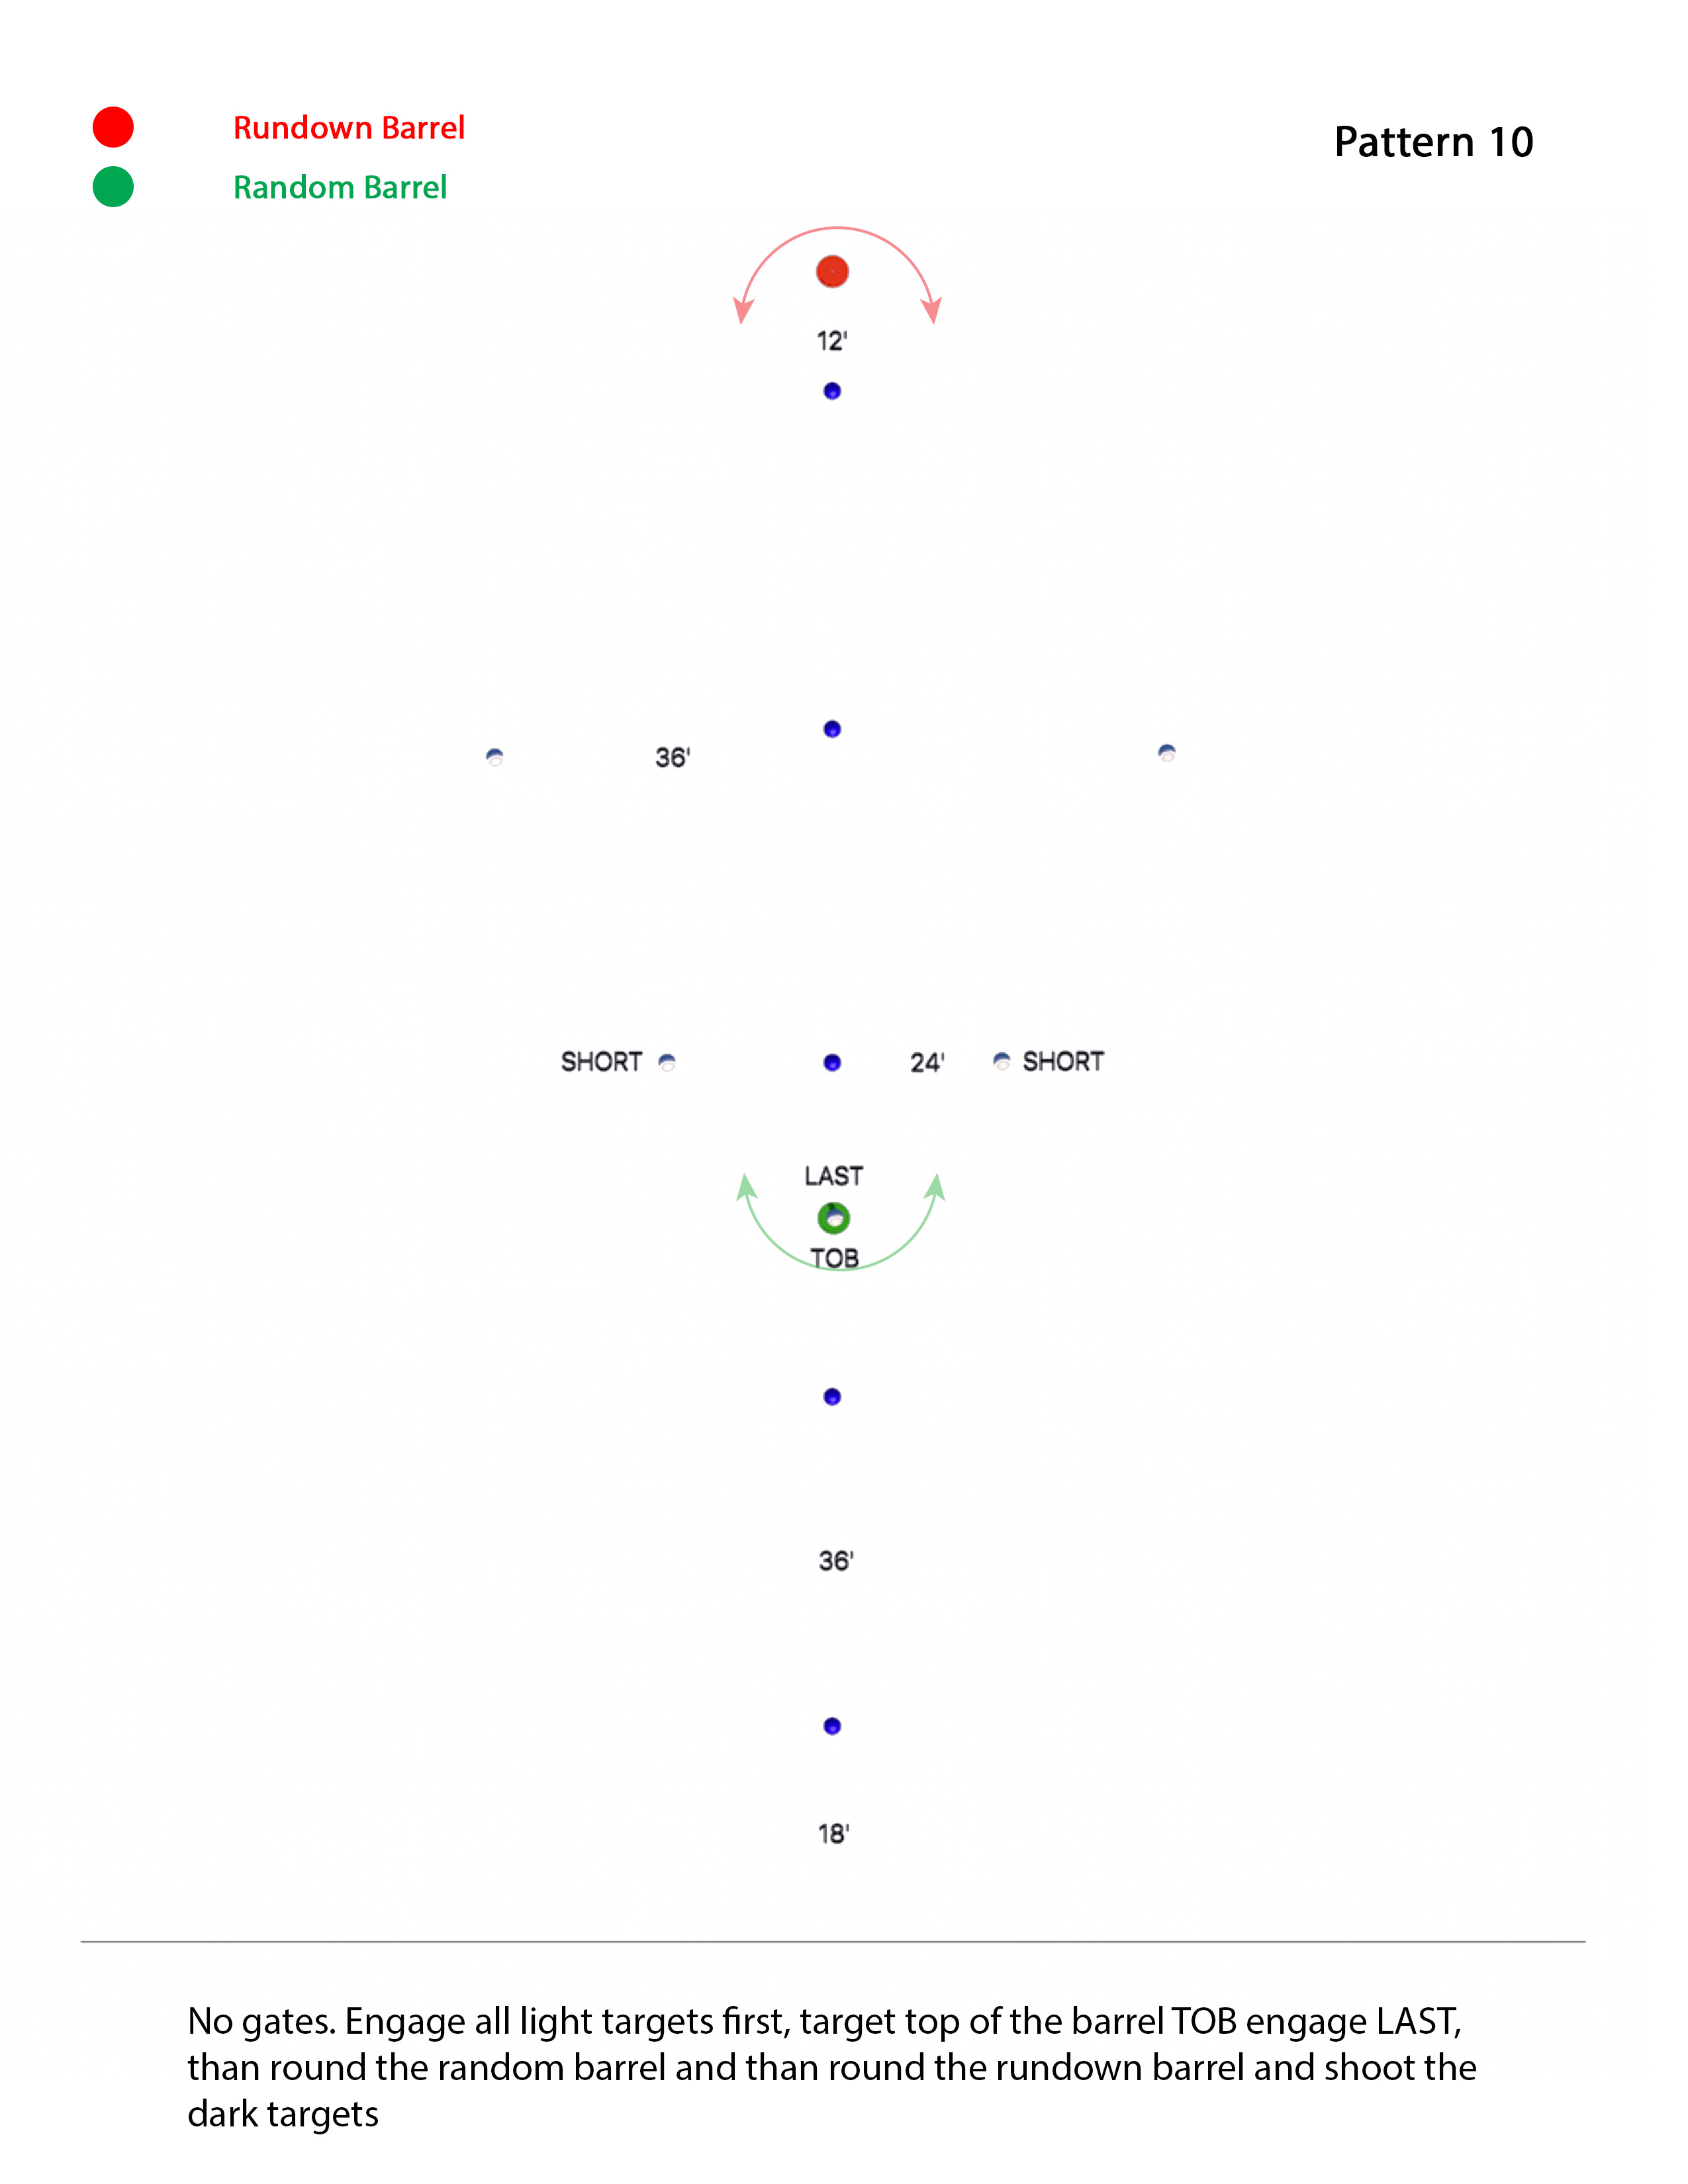 Rundown Barrel
Pattern 10
Random Barrel
12'
36'
SHORT
24'
SHORT
LAST
TOB
36'
18'
No gates. Engage all light targets first, target top of the barrel TOB engage LAST,
than round the random barrel and than round the rundown barrel and shoot the
dark targets